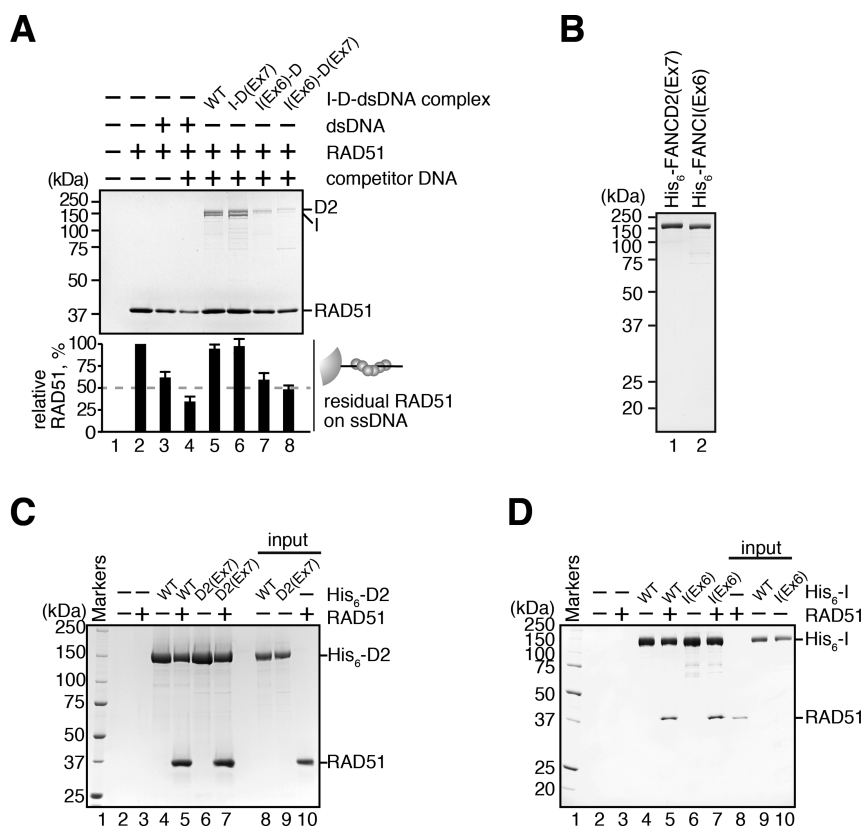 A
WT I-D(Ex7) I(Ex6)-D I(Ex6)-D(Ex7)
– – – – I-D-dsDNA complex
– – + + – – – – dsDNA
– + + + + + + + RAD51
(kDa) – – – + + + + + competitor DNA
250
150
100
75
50
37
D2
I
RAD51
relative RAD51, %
100
75
50
25
0
1 2 3 4 5 6 7 8
residual RAD51
on ssDNA
B
His6-FANCD2(Ex7)
His6-FANCI(Ex6)
(kDa)
250
150
100
75
50
37
25
20
1 2
C
input
Markers – – WT WT D2(Ex7) D2(Ex7) WT D2(Ex7) – His6-D2
(kDa) – + – + – + – – + RAD51
250
150
100
75
50
37
25
His6-D2
RAD51
1 2 3 4 5 6 7 8 9 10
D
input
Markers – – WT WT I(Ex6) I(Ex6) – WT I(Ex6) His6-I
(kDa) – + – + – + + – – RAD51
250
150
100
75
50
37
25
20
His6-I
RAD51
1 2 3 4 5 6 7 8 9 10